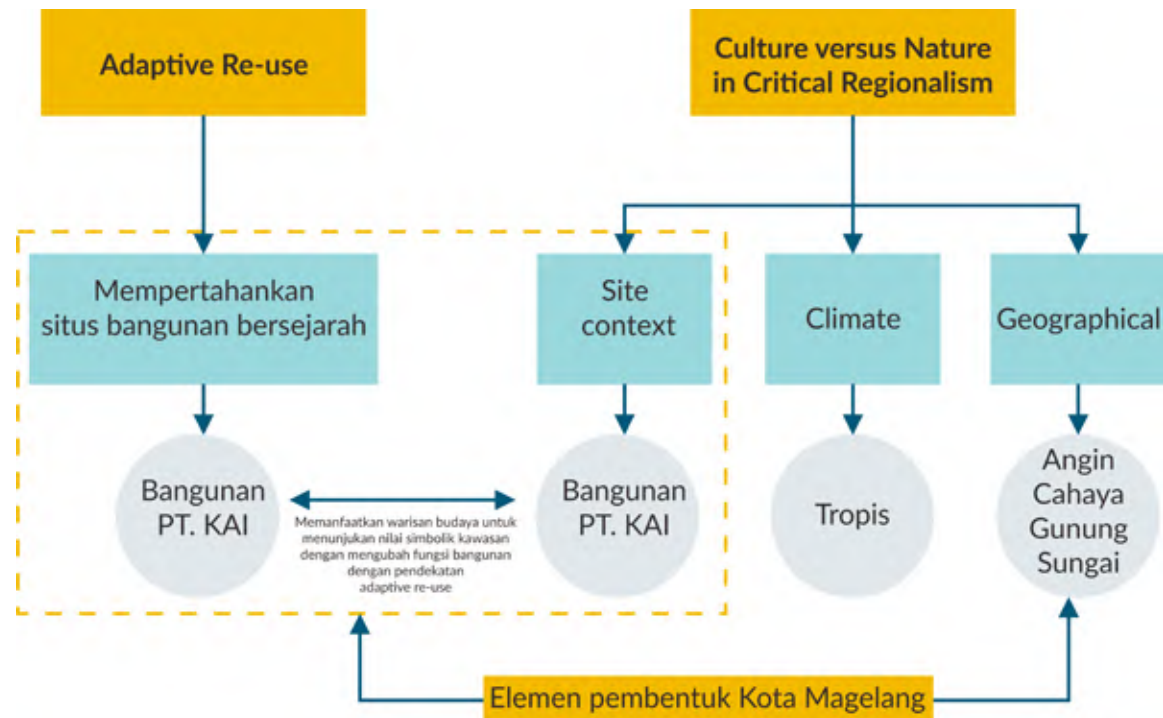 Adaptive Re-use
Culture versus Nature
in Critical Regionalism
Mempertahankan
situs bangunan bersejarah
Site
context
Climate
Geographical
Bangunan
PT. KAI
Memanfaatkan warisan budaya untuk
menunjukan nilai simbolik kawasan
dengan mengubah fungsi bangunan
dengan pendekatan
adaptive re-use
Bangunan
PT. KAI
Tropis
Angin
Cahaya
Gunung
Sungai
Elemen pembentuk Kota Magelang